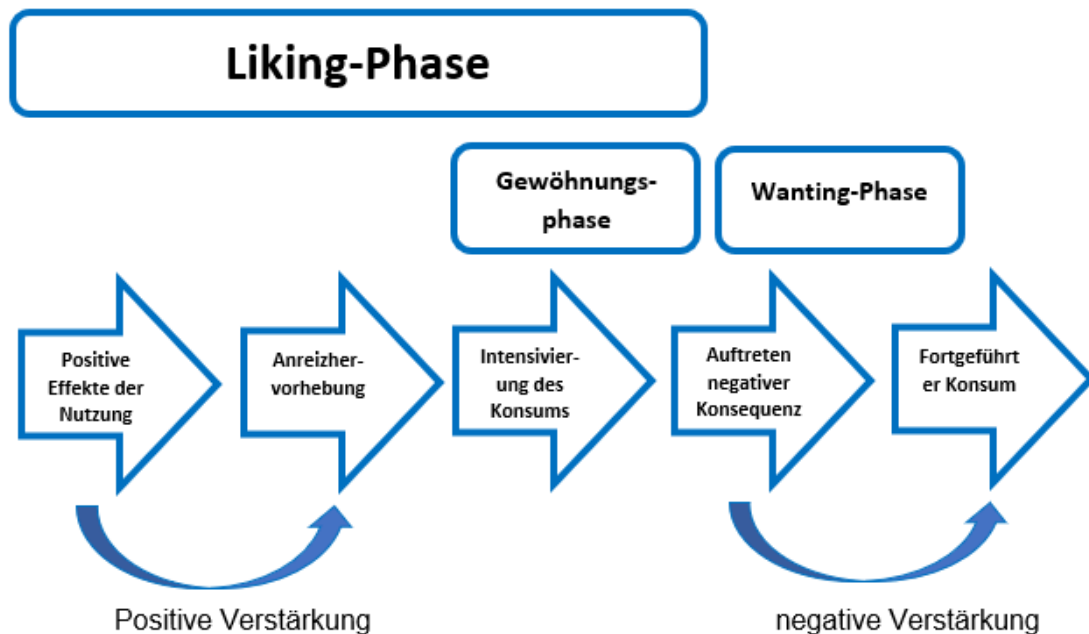 Liking-Phase
Gewöhnungs-
phase
Wanting-Phase
Positive
Effekte der
Nutzung
Anreizher-
vorhebung
Intensivier-
ung des
Konsums
Auftreten
negativer
Konsequenz
Fortgeführt
er Konsum
Positive Verstärkung
negative Verstärkung